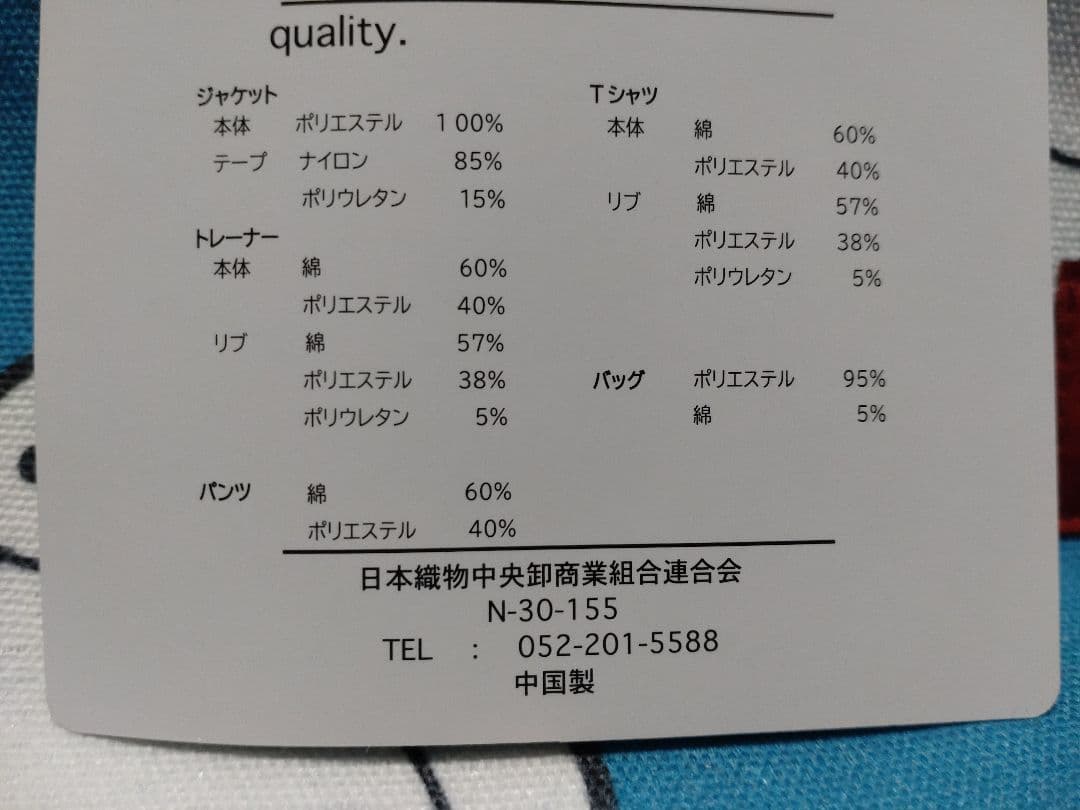 quality.
ジャケット
本体 ポリエステル 100%
テープ ナイロン 85%
ポリウレタン 15%
トレーナー
本体 綿 60%
ポリエステル 40%
リブ 綿 57%
ポリエステル 38%
ポリウレタン 5%
パンツ 綿 60%
ポリエステル 40%
Tシャツ
本体 綿 60%
ポリエステル 40%
リブ 綿 57%
ポリエステル 38%
ポリウレタン 5%
バッグ ポリエステル 95%
綿 5%
日本織物中央卸商業組合連合会
N-30-155
TEL : 052-201-5588
中国製